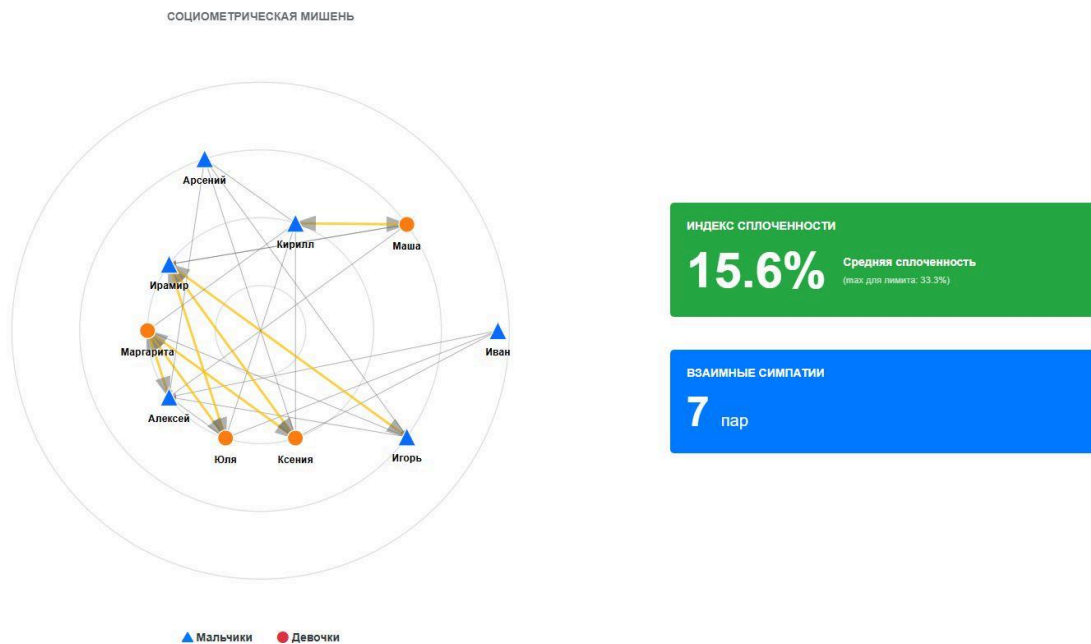 СОЦИОМЕТРИЧЕСКАЯ МИШЕНЬ
Арсений
Кирилл
Маша
Ирамир
Маргарита
Иван
Алексей
Юля
Ксения
Игорь
Мальчики
Девочки
ИНДЕКС СПЛОЧЕННОСТИ
15.6%
Средняя сплоченность
(max для лимита: 33.3%)
ВЗАИМНЫЕ СИМПАТИИ
7 пар